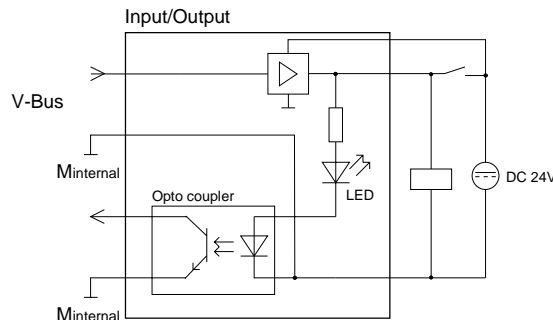 Input/Output
V-Bus
Minternal
DC 24V
Opto coupler
LED
Minternal